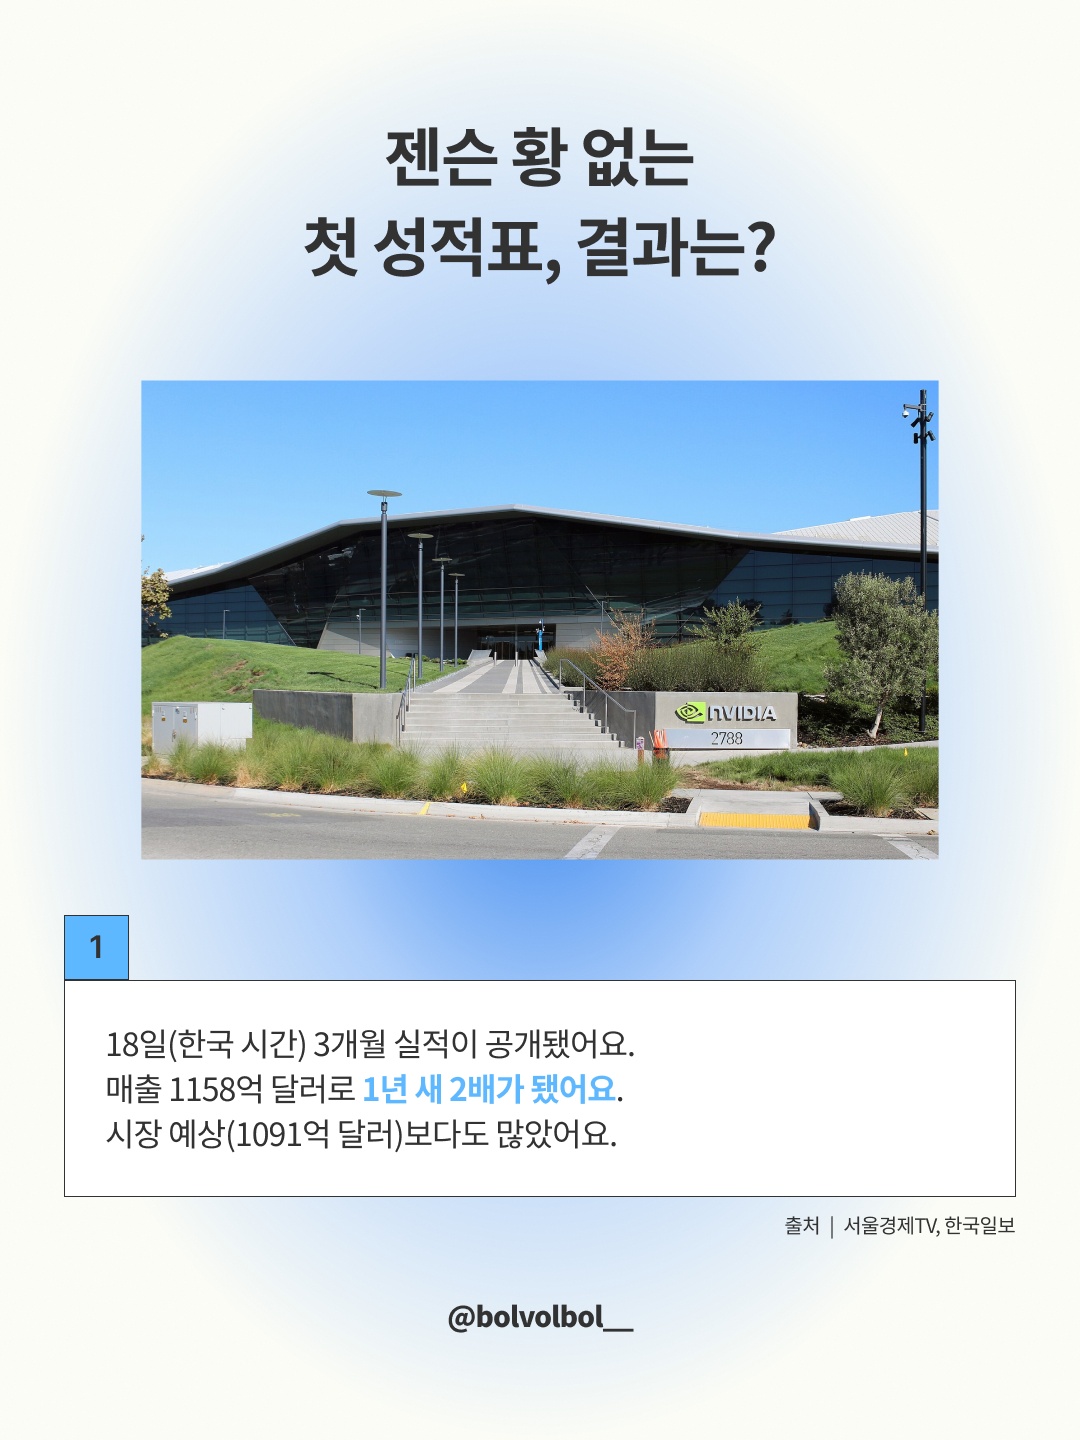 젠슨 황 없는
첫 성적표, 결과는?
NVIDIA
2788
1
18일(한국 시간) 3개월 실적이 공개됐어요.
매출 1158억 달러로 1년 새 2배가 됐어요.
시장 예상(1091억 달러)보다도 많았어요.
출처 | 서울경제TV, 한국일보
@bolvolbol__